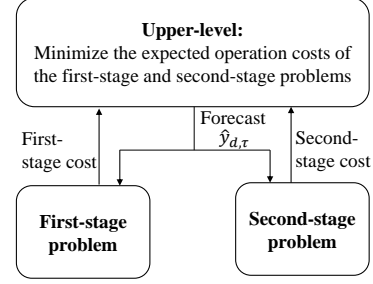 Upper-level:
Minimize the expected operation costs of
the first-stage and second-stage problems
First-
stage cost
Forecast
ŷ_{d,τ}
Second-
stage cost
First-stage
problem
Second-stage
problem